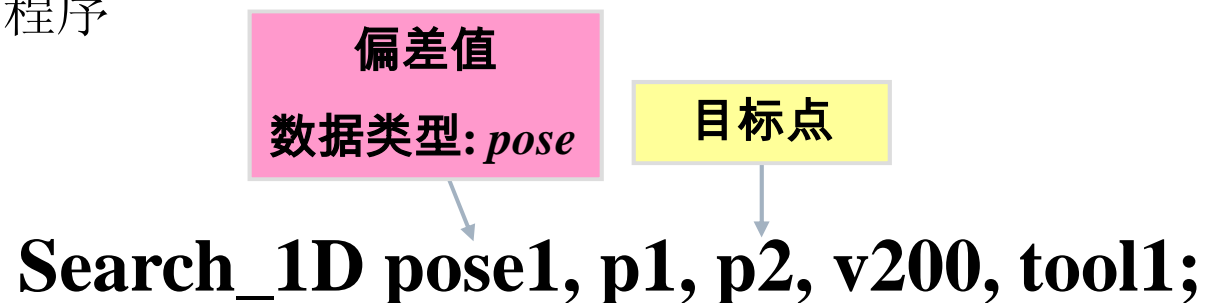 程序
偏差值
数据类型: pose
目标点
Search_1D pose1, p1, p2, v200, tool1;